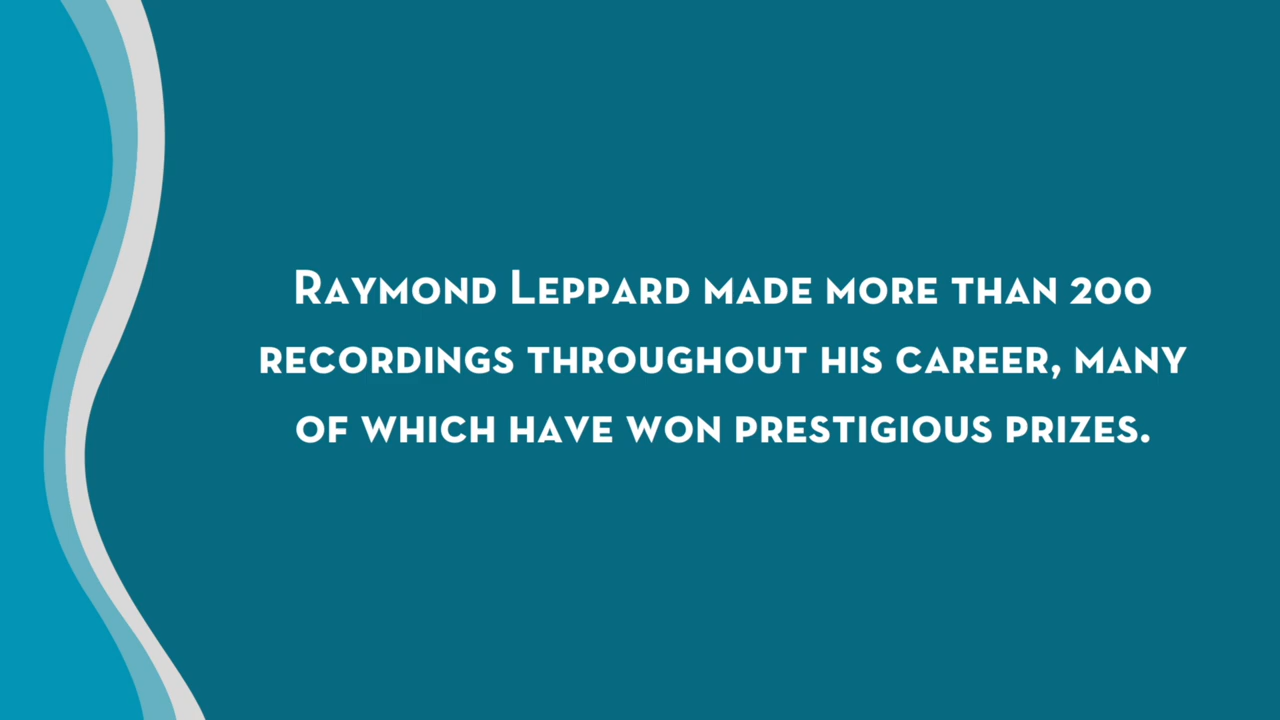 Raymond Leppard made more than 200
recordings throughout his career, many
of which have won prestigious prizes.